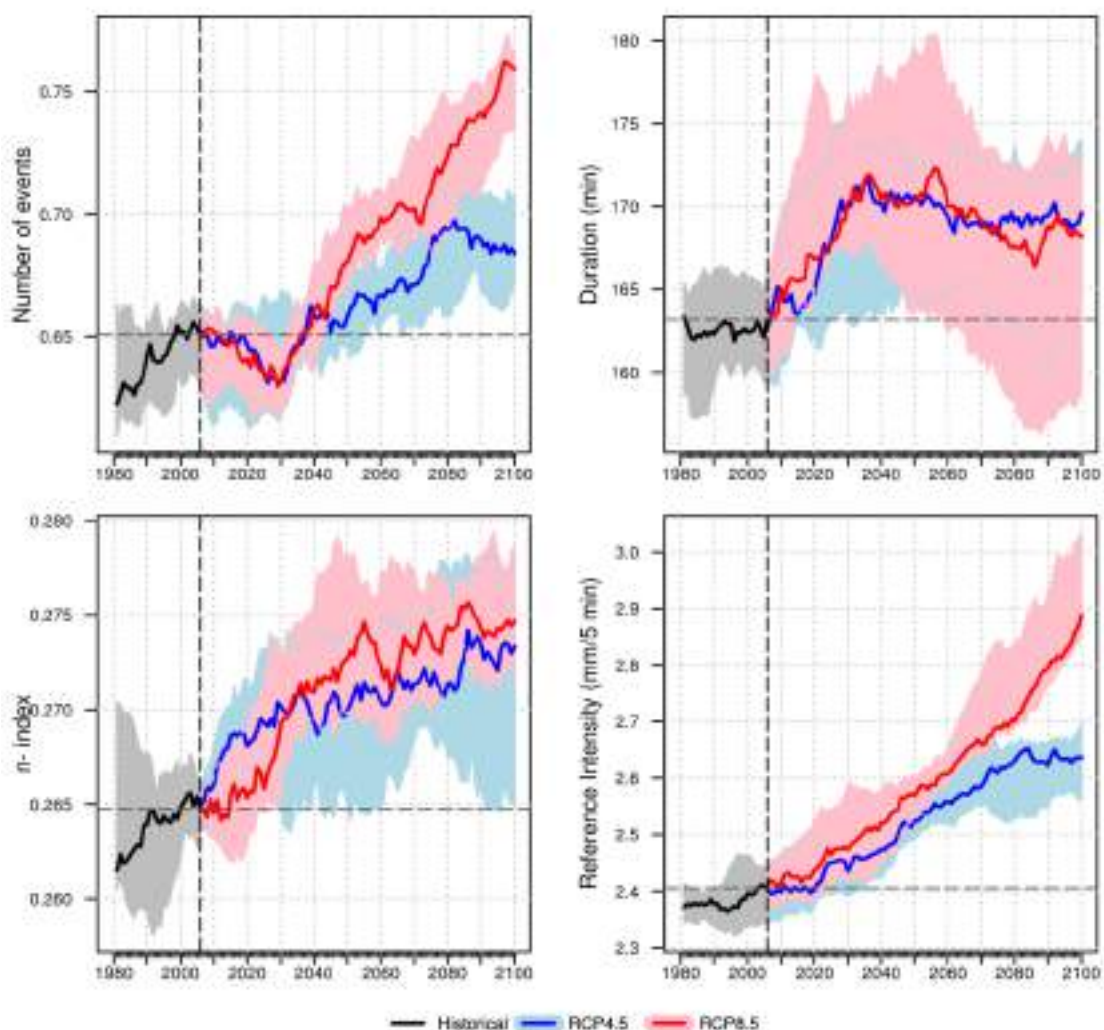 Number of events
0.75
0.70
0.65
1980 2000 2020 2040 2060 2080 2100
Duration (min)
180
175
170
165
160
1980 2000 2020 2040 2060 2080 2100
n- index
0.280
0.275
0.270
0.265
0.260
1980 2000 2020 2040 2060 2080 2100
Reference Intensity (mm/5 min)
3.0
2.9
2.8
2.7
2.6
2.5
2.4
2.3
1980 2000 2020 2040 2060 2080 2100
Historical RCP4.5 RCP8.5